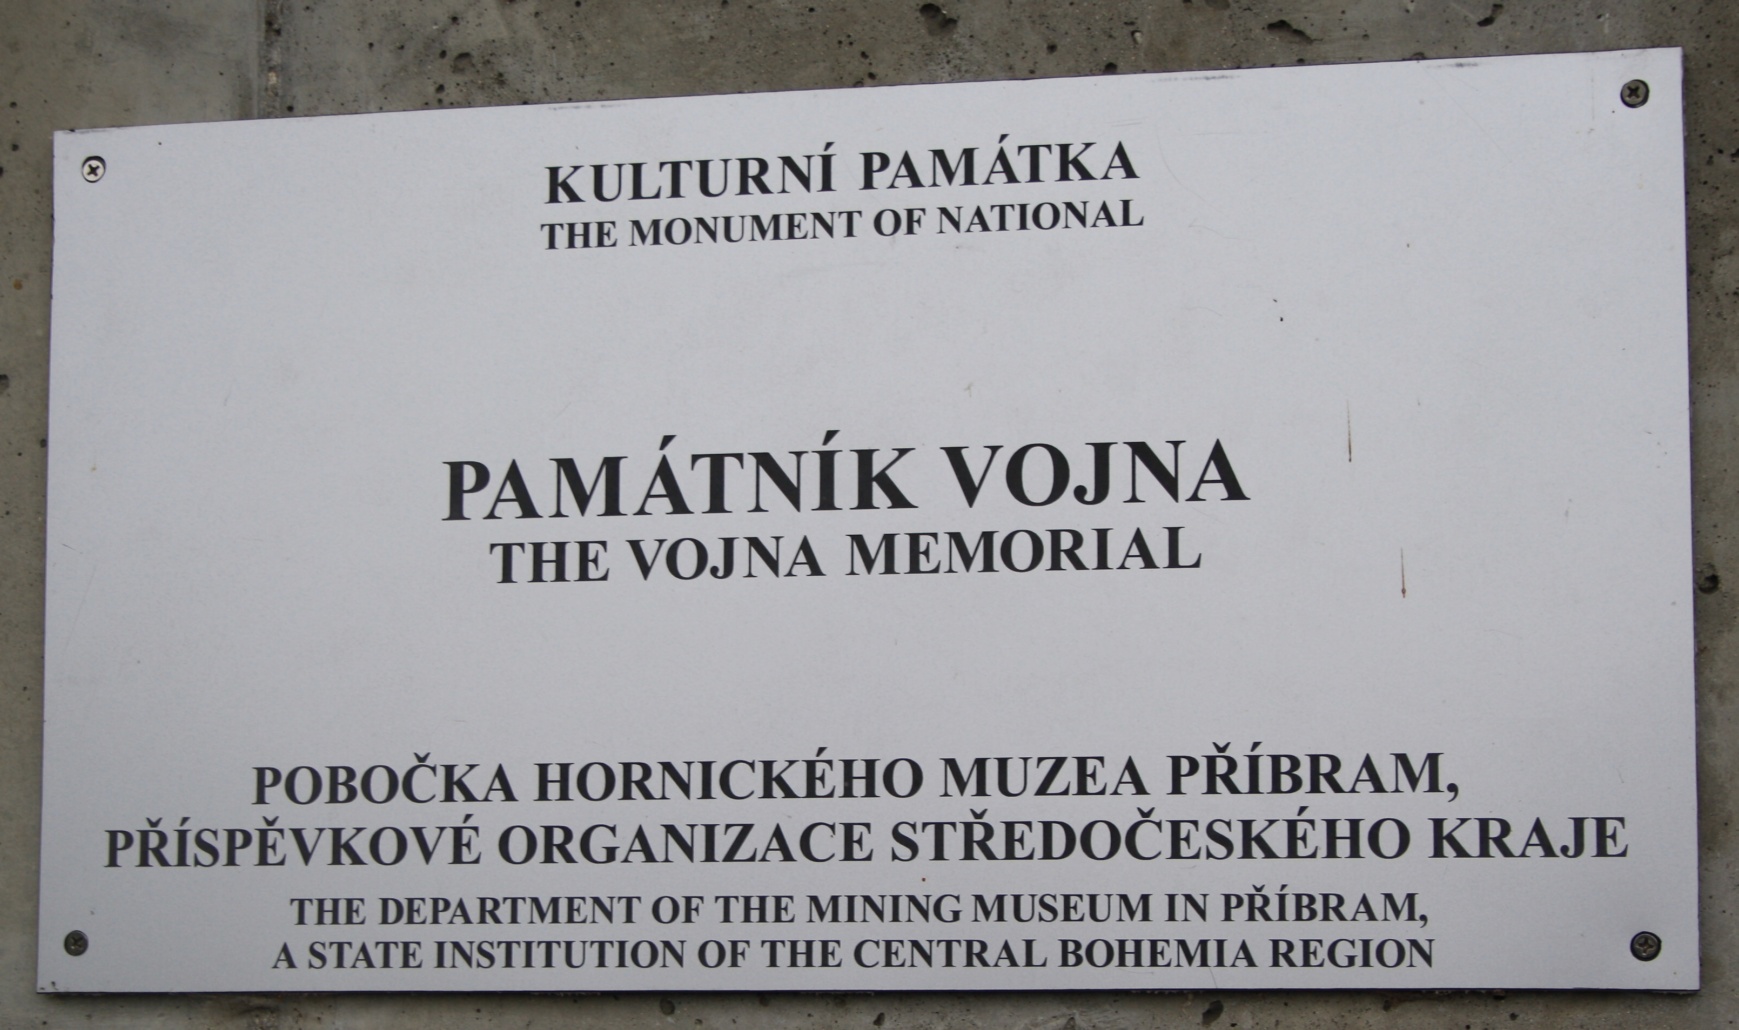 KULTURNÍ PAMÁTKA
THE MONUMENT OF NATIONAL
PAMÁTNÍK VOJNA
THE VOJNA MEMORIAL
POBOČKA HORNICKÉHO MUZEA PŘÍBRAM,
PŘÍSPĚVKOVÉ ORGANIZACE STŘEDOČESKÉHO KRAJE
THE DEPARTMENT OF THE MINING MUSEUM IN PŘÍBRAM,
A STATE INSTITUTION OF THE CENTRAL BOHEMIA REGION